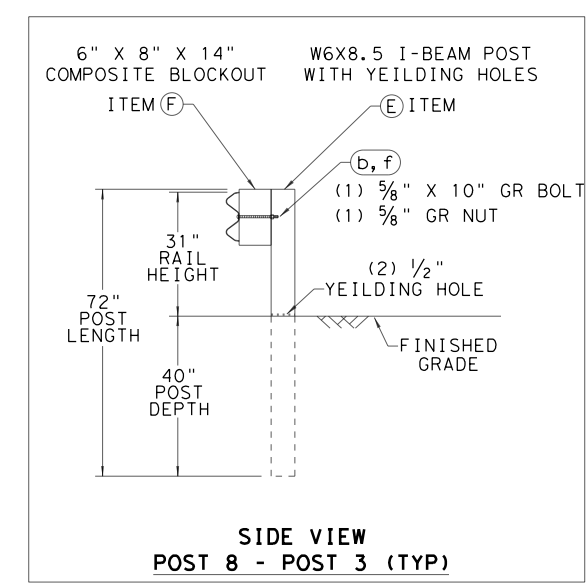 6" X 8" X 14"
COMPOSITE BLOCKOUT
ITEM F
W6X8.5 I-BEAM POST
WITH YEILDING HOLES
E ITEM
b, f
(1) 5/8" X 10" GR BOLT
(1) 5/8" GR NUT
31"
RAIL
HEIGHT
(2) 1/2"
YEILDING HOLE
72"
POST
LENGTH
FINISHED
GRADE
40"
POST
DEPTH
SIDE VIEW
POST 8 - POST 3 (TYP)